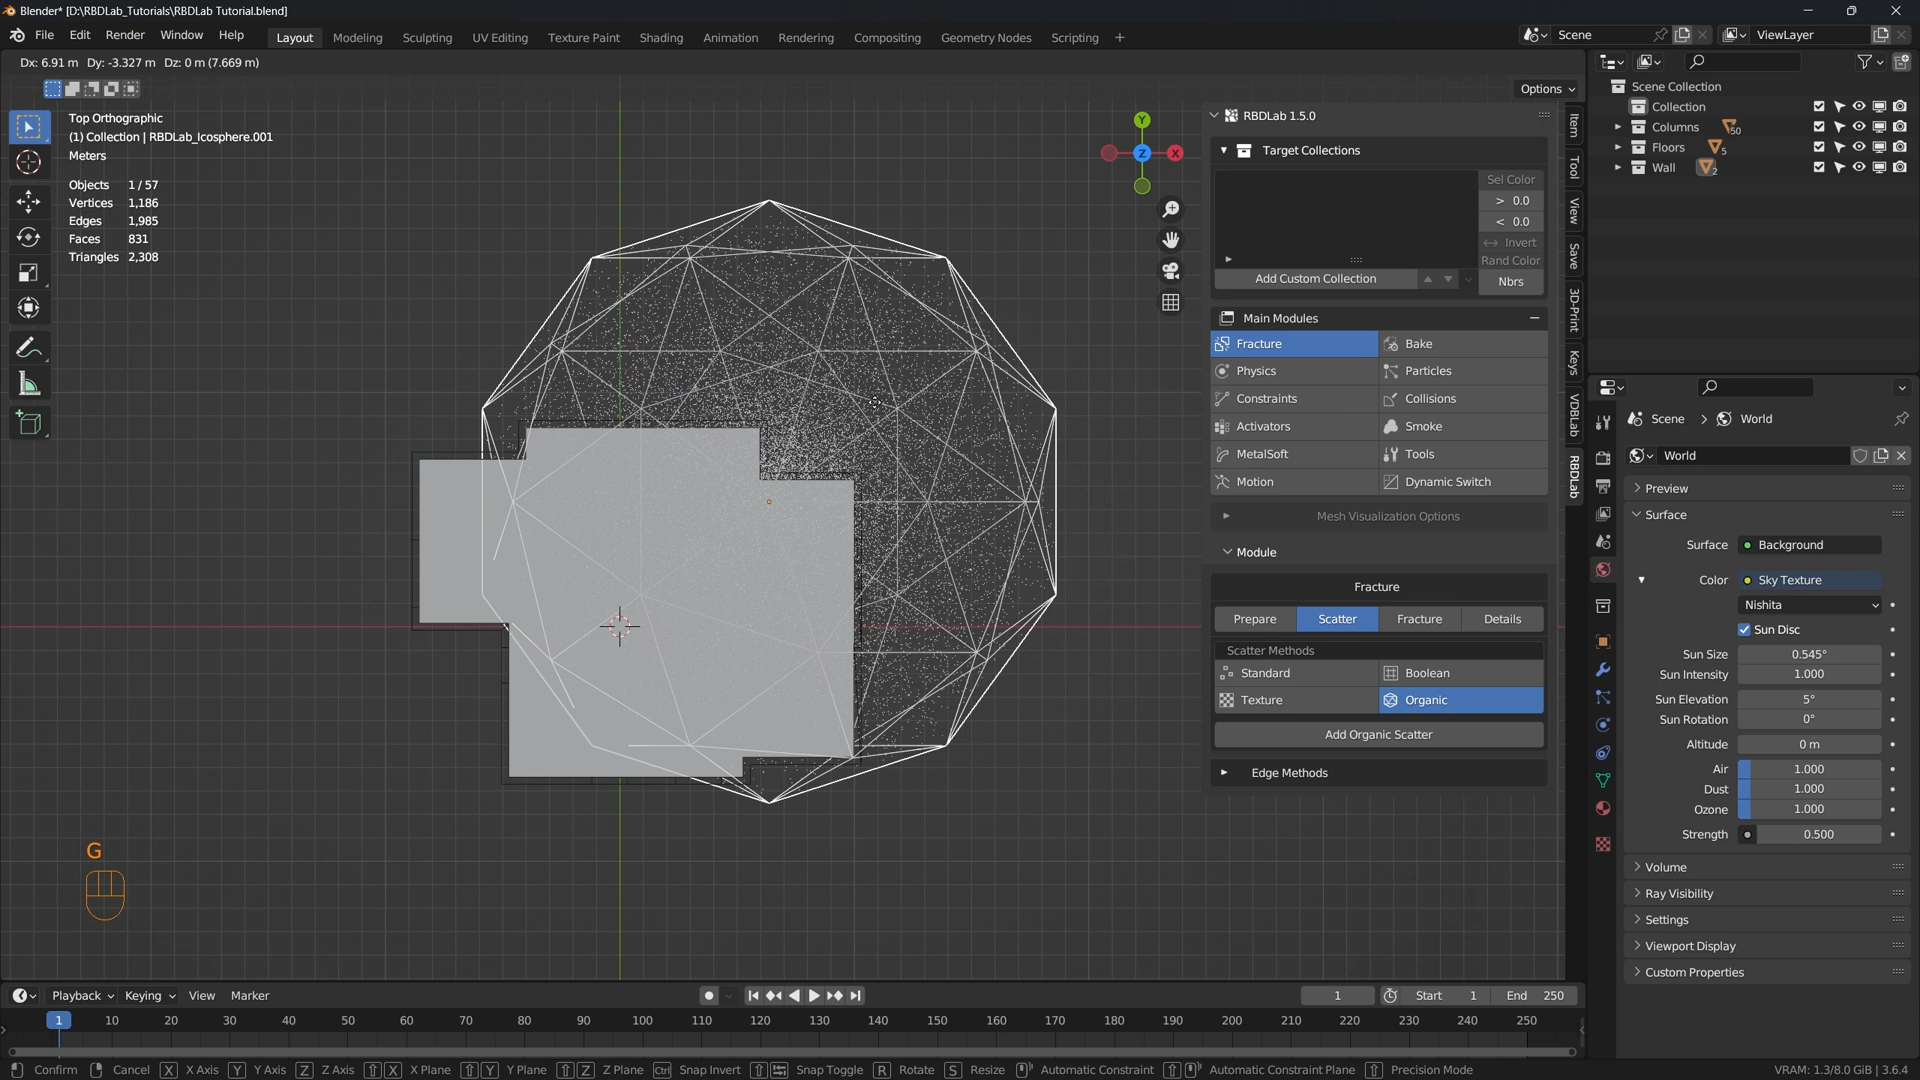 Blender* [D:\RBDLab_Tutorials\RBDLab Tutorial.blend]
File Edit Render Window Help Layout Modeling Sculpting UV Editing Texture Paint Shading Animation Rendering Compositing Geometry Nodes Scripting + Scene ViewLayer
Dx: 6.91 m Dy: -3.327 m Dz: 0 m (7.669 m)
Options
Top Orthographic
(1) Collection | RBDLab_Icosphere.001
Meters
Objects 1 / 57
Vertices 1,186
Edges 1,985
Faces 831
Triangles 2,308
Y
X
Z
RBDLab 1.5.0
Target Collections
Sel Color
> 0.0
< 0.0
Invert
Rand Color
Add Custom Collection
Nbrs
Main Modules
Fracture Bake
Physics Particles
Constraints Collisions
Activators Smoke
MetalSoft Tools
Motion Dynamic Switch
Mesh Visualization Options
Module
Fracture
Prepare Scatter Fracture Details
Scatter Methods
Standard Boolean
Texture Organic
Add Organic Scatter
Edge Methods
Item
Tool
View
Save
3D-Print
Keys
VDBLab
RBDLab
Scene Collection
Collection
Columns 50
Floors 5
Wall 2
Scene > World
World
Preview
Surface
Surface Background
Color Sky Texture
Nishita
Sun Disc
Sun Size 0.545°
Sun Intensity 1.000
Sun Elevation 5°
Sun Rotation 0°
Altitude 0 m
Air 1.000
Dust 1.000
Ozone 1.000
Strength 0.500
Volume
Ray Visibility
Settings
Viewport Display
Custom Properties
G
Playback Keying View Marker 1 Start 1 End 250
1 10 20 30 40 50 60 70 80 90 100 110 120 130 140 150 160 170 180 190 200 210 220 230 240 250
Confirm Cancel X X Axis Y Y Axis Z Z Axis X X Plane Y Y Plane Z Z Plane Ctrl Snap Invert Snap Toggle R Rotate S Resize Automatic Constraint Automatic Constraint Plane Precision Mode VRAM: 1.3/8.0 GiB | 3.6.4